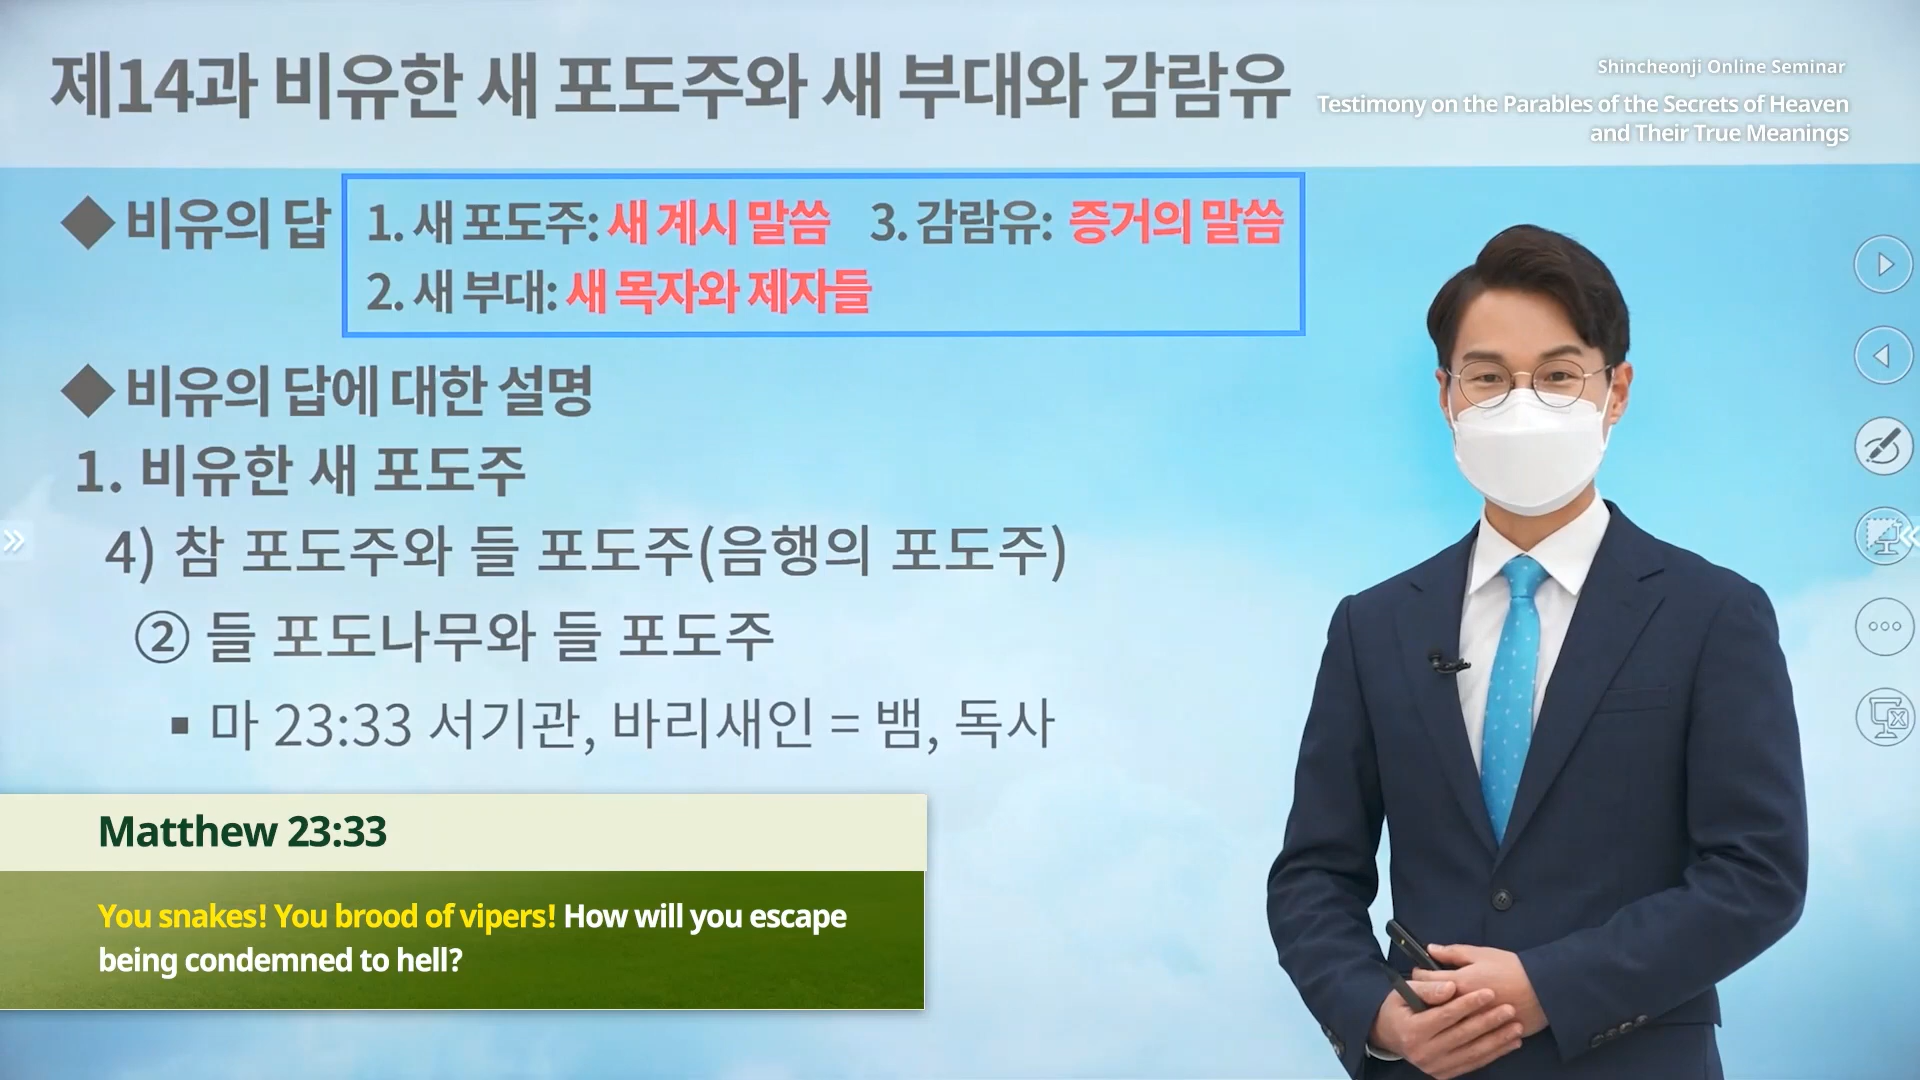 제14과 비유한 새 포도주와 새 부대와 감람유
Shincheonji Online Seminar
Testimony on the Parables of the Secrets of Heaven
and Their True Meanings
◆ 비유의 답
1. 새 포도주: 새 계시 말씀 3. 감람유: 증거의 말씀
2. 새 부대: 새 목자와 제자들
◆ 비유의 답에 대한 설명
1. 비유한 새 포도주
4) 참 포도주와 들 포도주(음행의 포도주)
② 들 포도나무와 들 포도주
▪ 마 23:33 서기관, 바리새인 = 뱀, 독사
Matthew 23:33
You snakes! You brood of vipers! How will you escape
being condemned to hell?